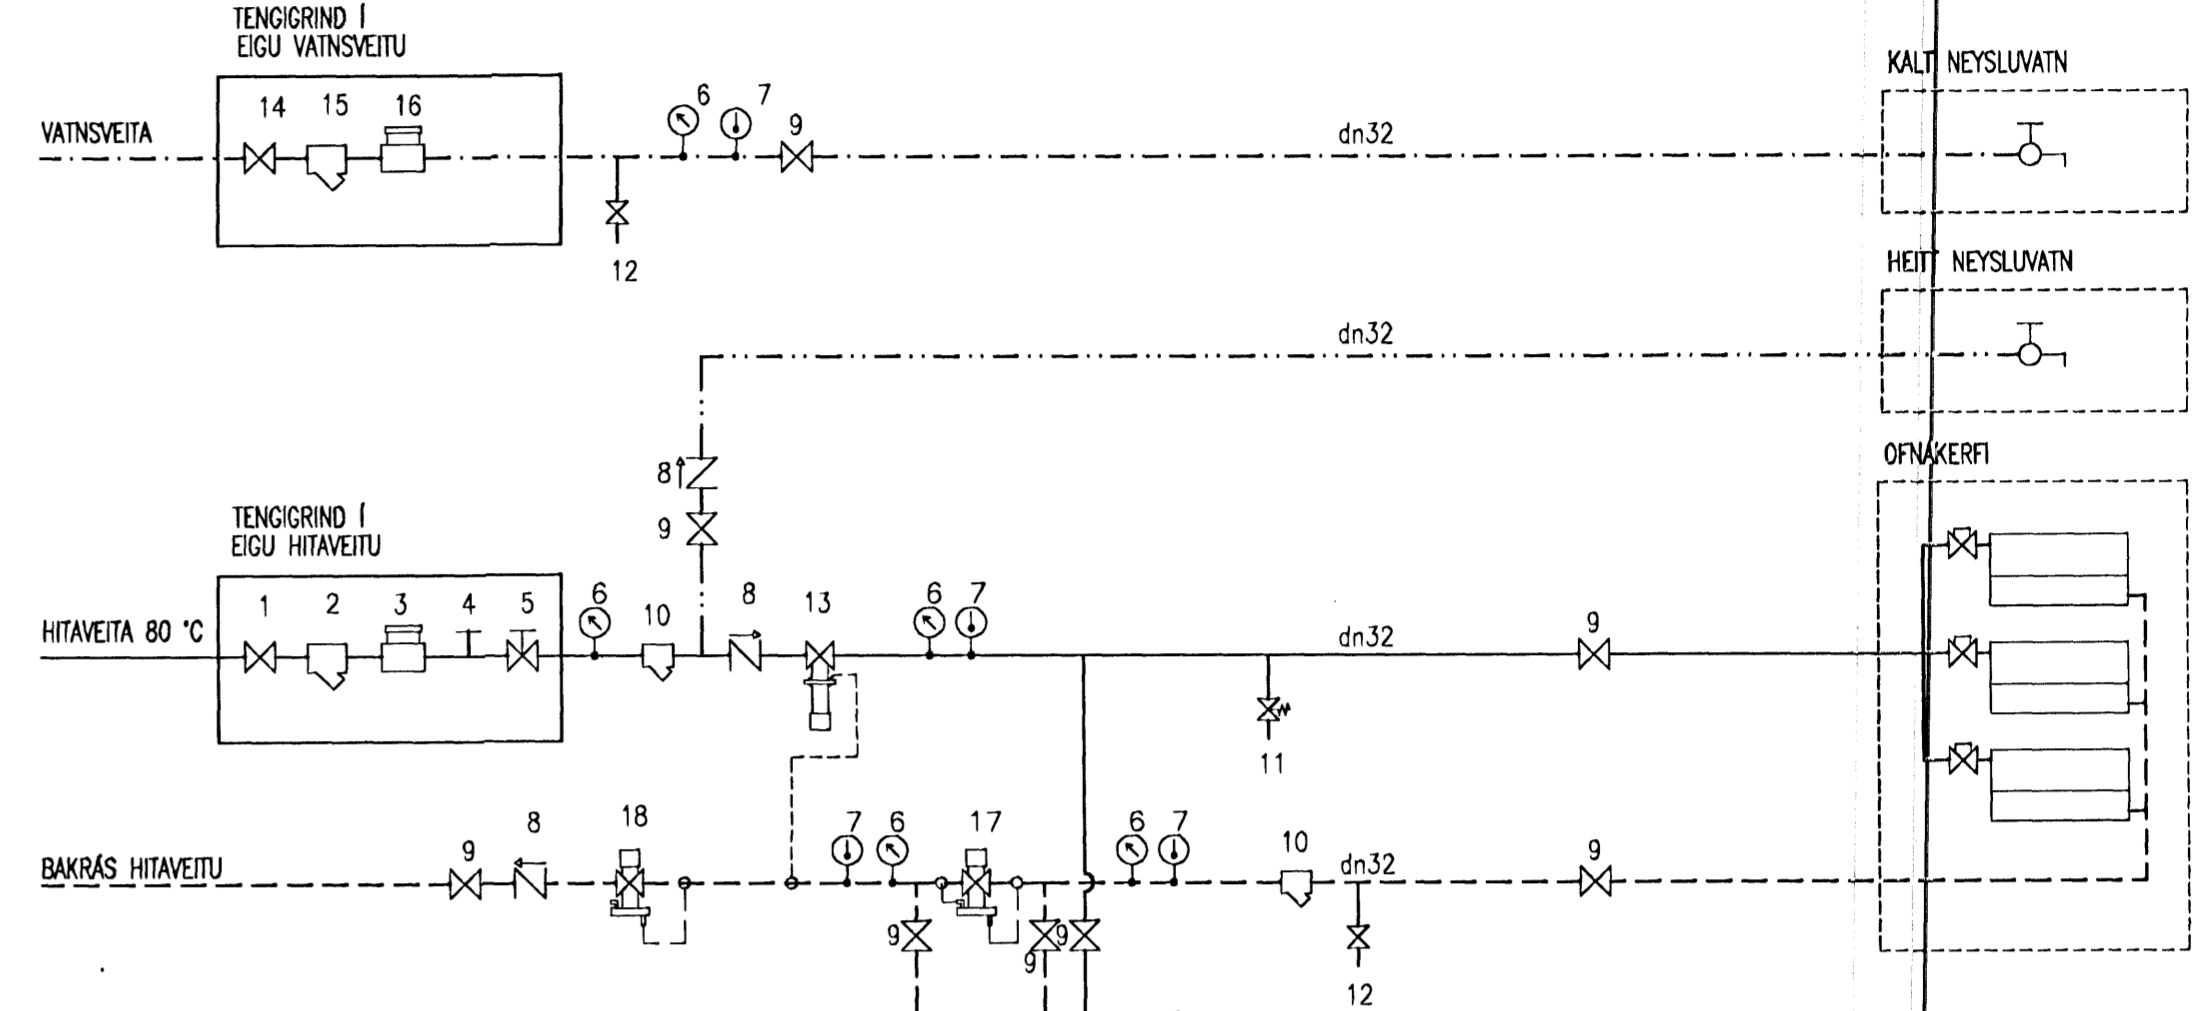 TENGIGRIND Í
EIGU VATNSVEITU
KALT NEYSLUVATN
14 15 16
6 7 9
VATNSVEITA
dn32
12
HEITT NEYSLUVATN
dn32
OFNAKERFI
8
9
TENGIGRIND Í
EIGU HITAVEITU
1 2 3 4 5
6 10 8 13 6 7
9
HITAVEITA 80 °C
dn32
11
9 8 18 7 6 17 6 7 10 9
BAKRÁS HITAVEITU
dn32
9 9
9
12